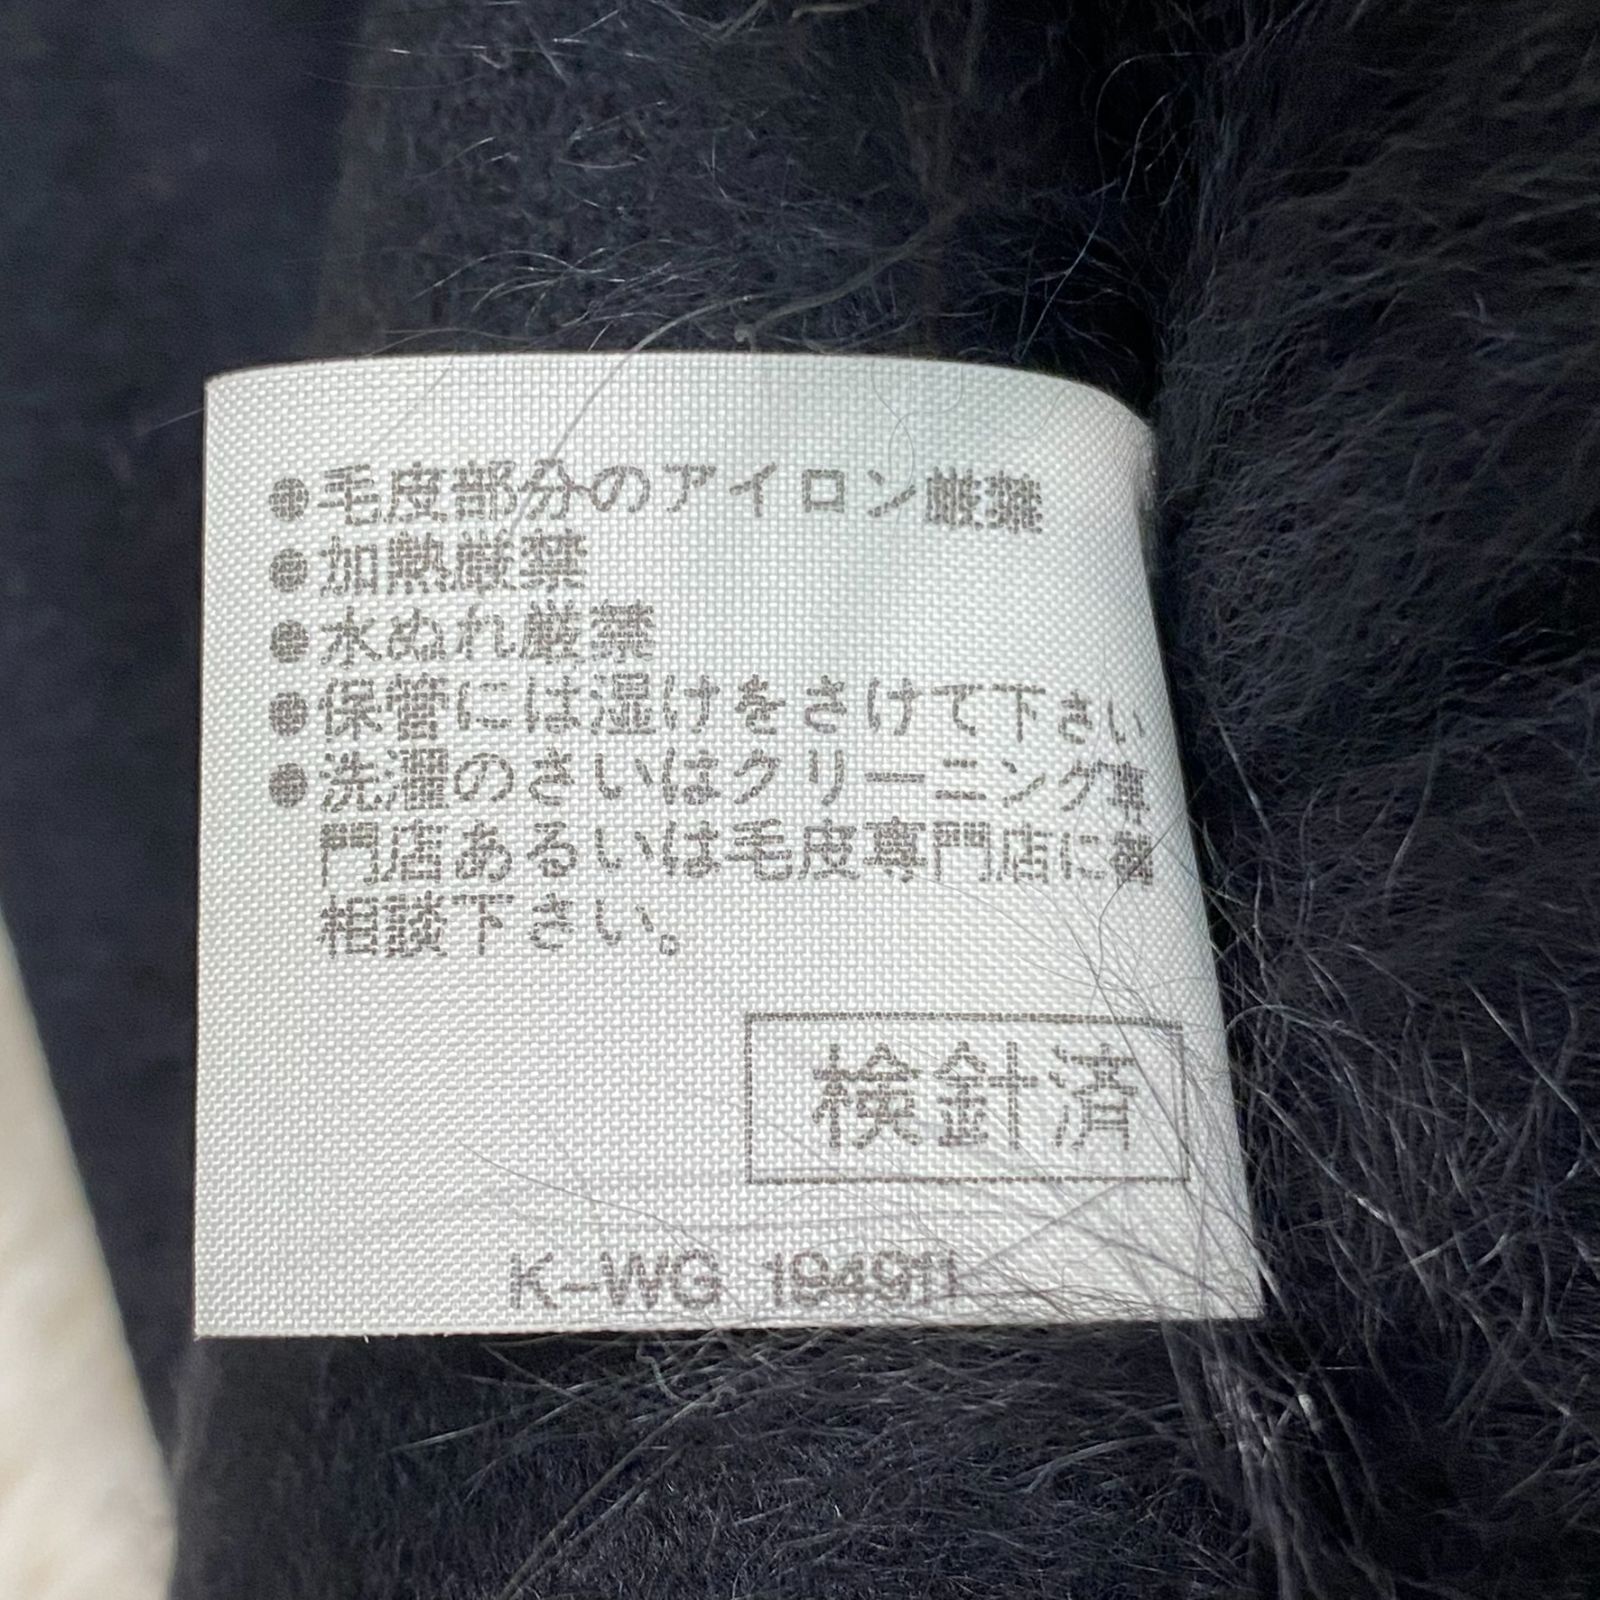 ●毛皮部分のアイロン厳禁
●加熱厳禁
●水ぬれ厳禁
●保管には湿けをさけて下さい
●洗濯のさいはクリーニング専
門店あるいは毛皮専門店に御
相談下さい。
検針済
K-WG 194911